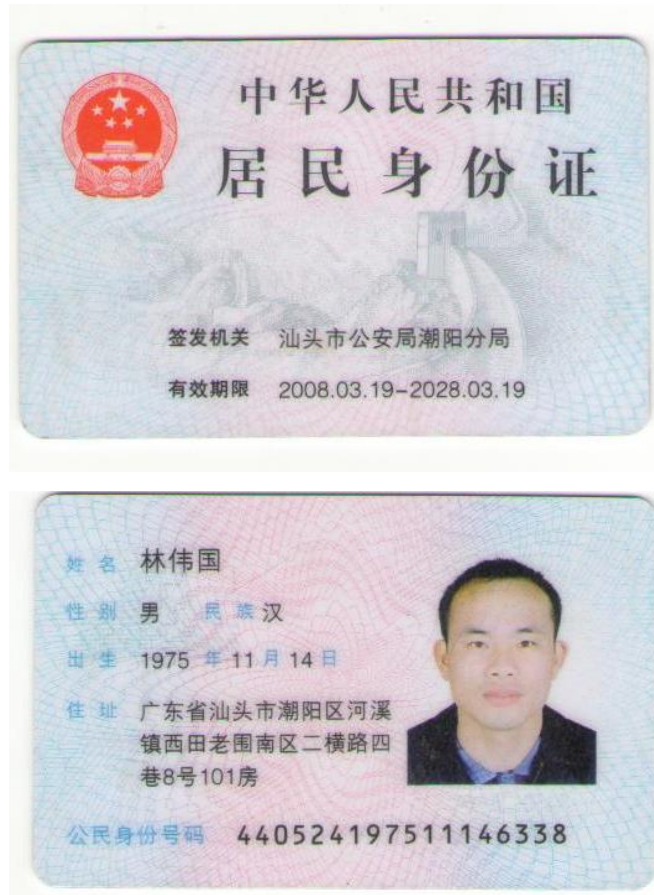 中华人民共和国
居民身份证
签发机关 汕头市公安局潮阳分局
有效期限 2008.03.19-2028.03.19
姓名 林伟国
性别 男 民族 汉
出生 1975 年 11 月 14 日
住址 广东省汕头市潮阳区河溪
镇西田老围南区二横路四
巷8号101房
公民身份号码 440524197511146338